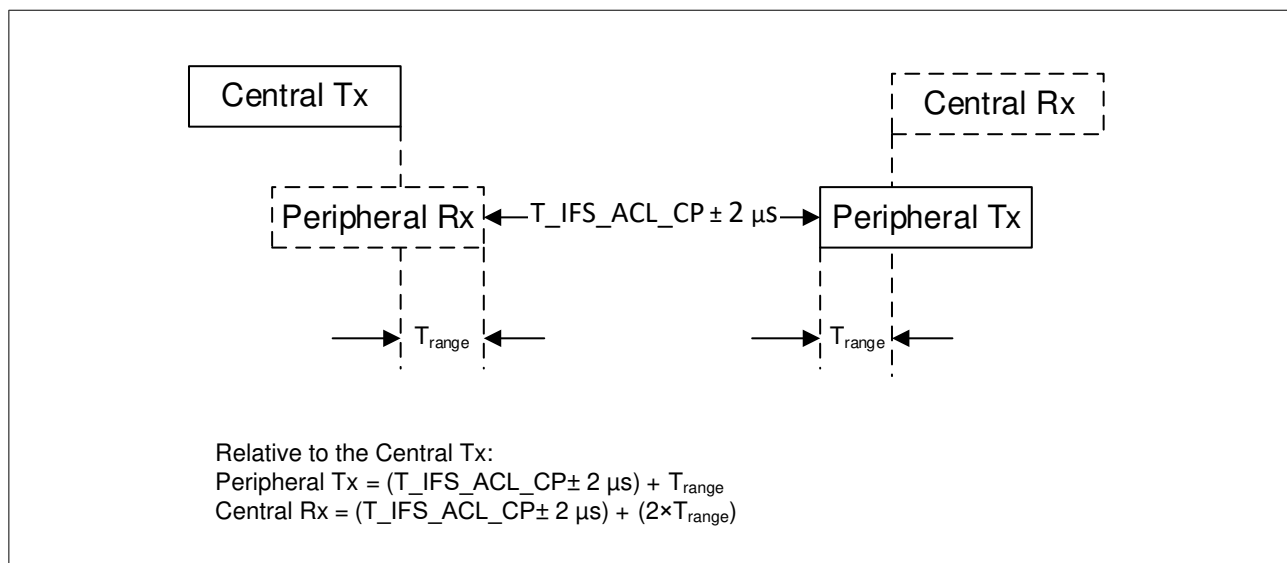 Central Tx
Central Rx
Peripheral Rx
T_IFS_ACL_CP ± 2 µs
Peripheral Tx
Trange
Trange
Relative to the Central Tx:
Peripheral Tx = (T_IFS_ACL_CP± 2 µs) + Trange
Central Rx = (T_IFS_ACL_CP± 2 µs) + (2×Trange)